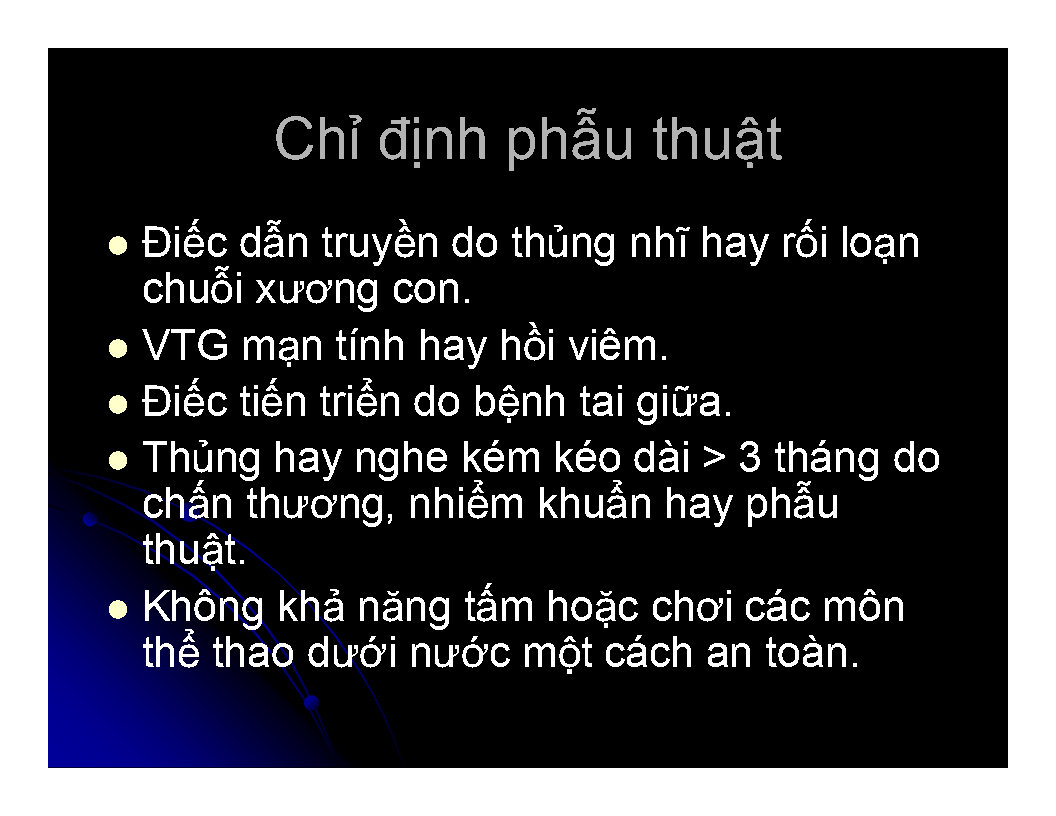 Chỉ định phẫu thuật
Điếc dẫn truyền do thủng nhĩ hay rối loạn
chuỗi xương con.
VTG mạn tính hay hồi viêm.
Điếc tiến triển do bệnh tai giữa.
Thủng hay nghe kém kéo dài > 3 tháng do
chấn thương, nhiểm khuẩn hay phẫu
thuật.
Không khả năng tấm hoặc chơi các môn
thể thao dưới nước một cách an toàn.